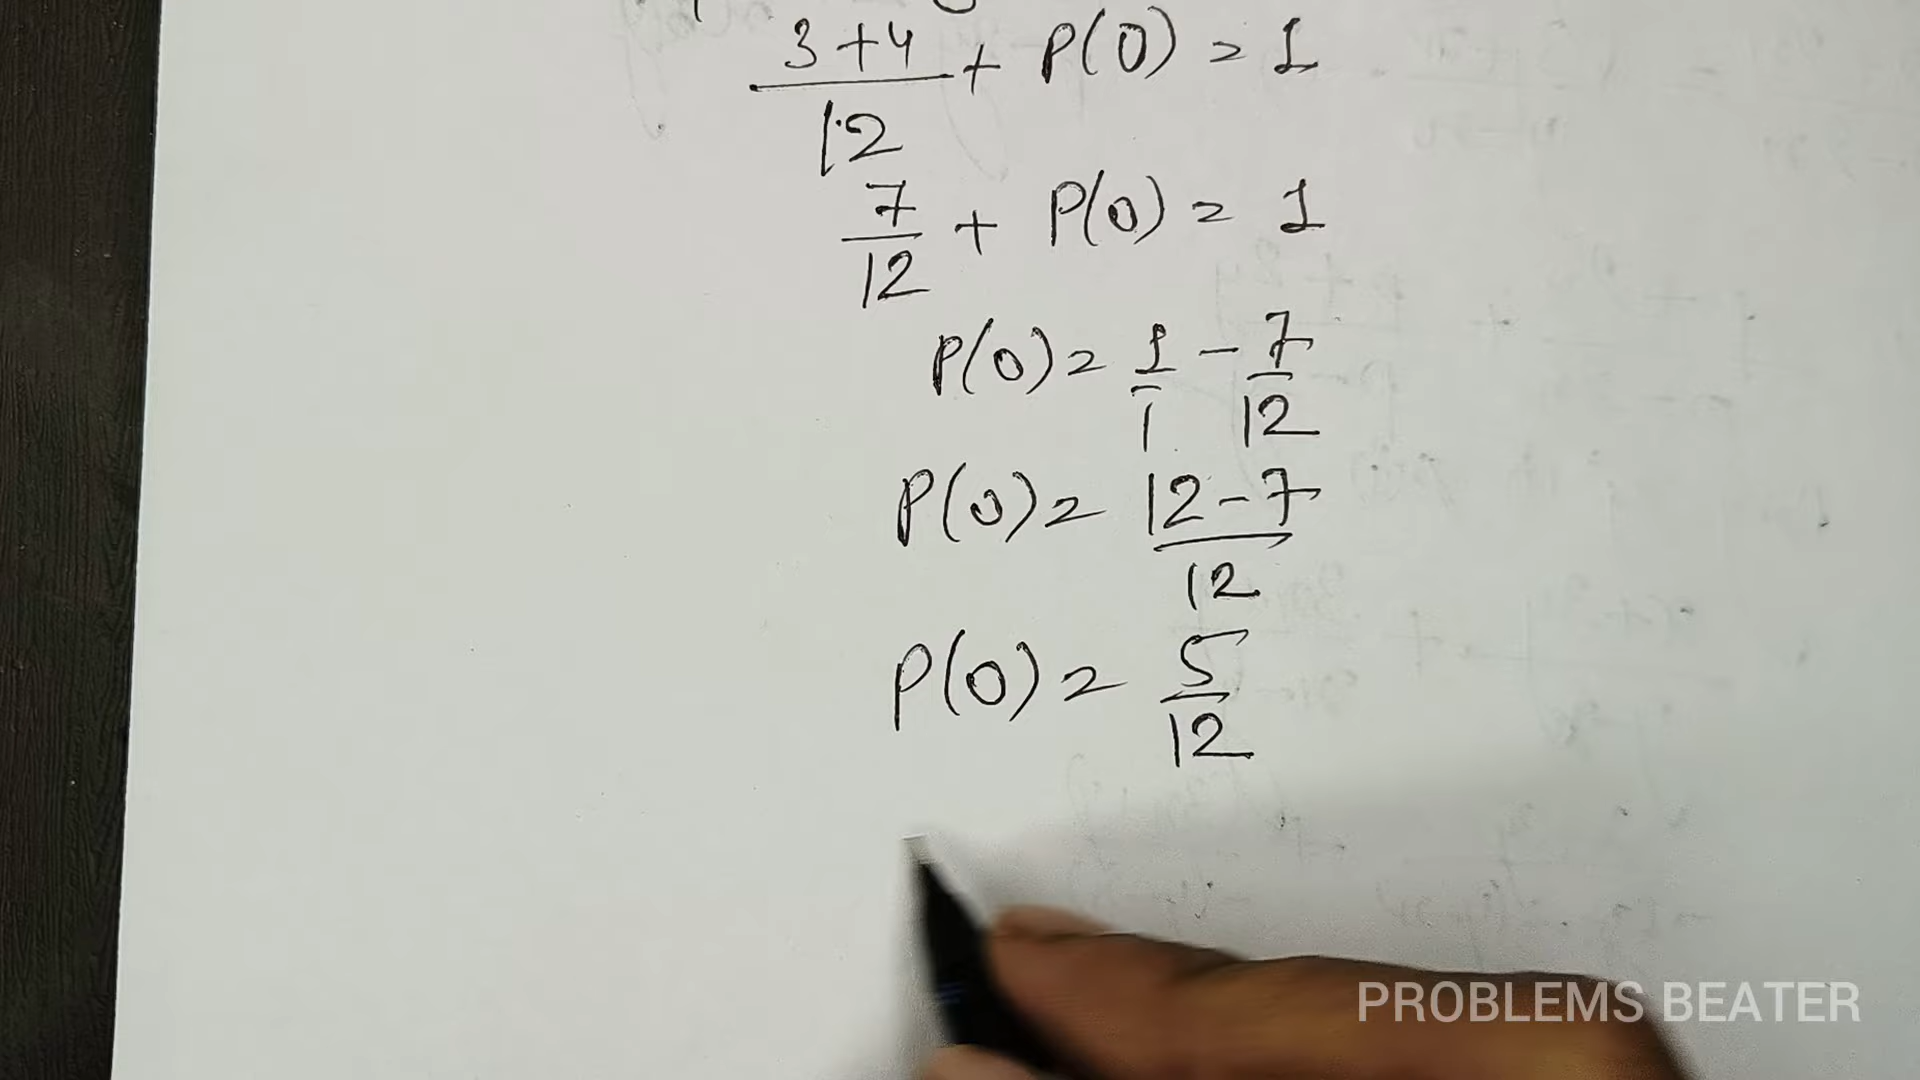 3+4/12 + P(0) = 1
7/12 + P(0) = 1
P(0) = 1/1 - 7/12
P(0) = 12-7/12
P(0) = 5/12
PROBLEMS BEATER